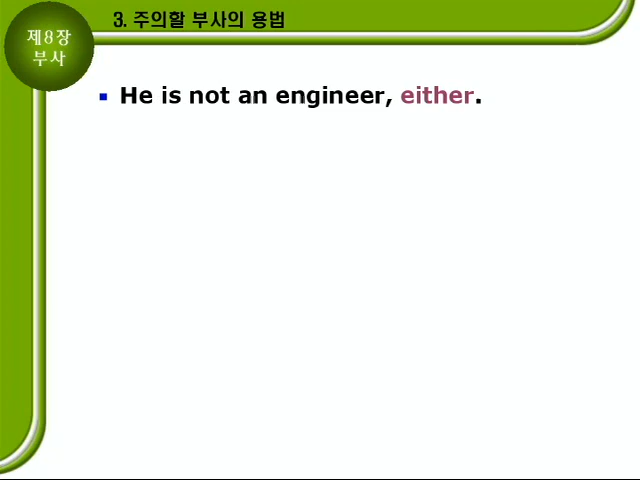 3. 주의할 부사의 용법
제8장
부사
▪ He is not an engineer, either.